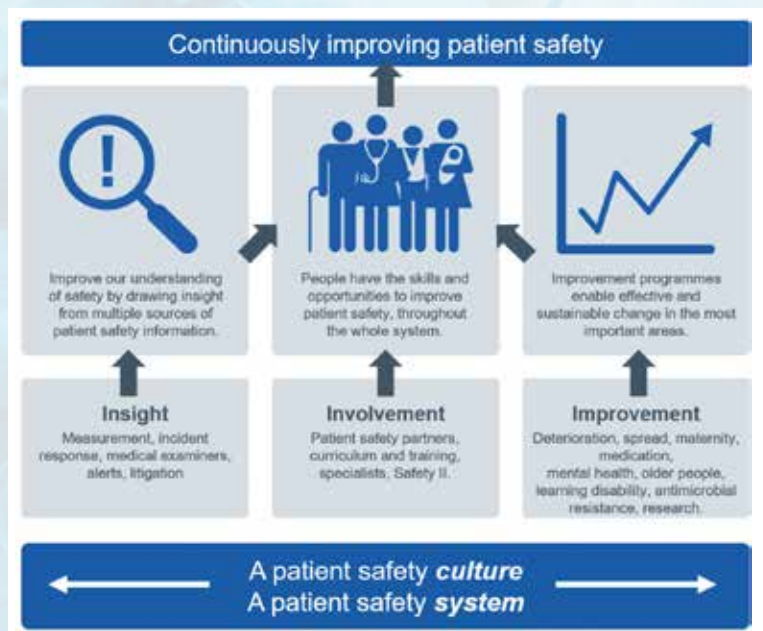 Continuously improving patient safety
!
Improve our understanding
of safety by drawing insight
from multiple sources of
patient safety information.
People have the skills and
opportunities to improve
patient safety, throughout
the whole system.
Improvement programmes
enable effective and
sustainable change in the most
important areas.
Insight
Measurement, incident
response, medical examiners,
alerts, litigation
Involvement
Patient safety partners,
curriculum and training,
specialists, Safety II.
Improvement
Deterioration, spread, maternity,
medication,
mental health, older people,
learning disability, antimicrobial
resistance, research.
A patient safety culture
A patient safety system